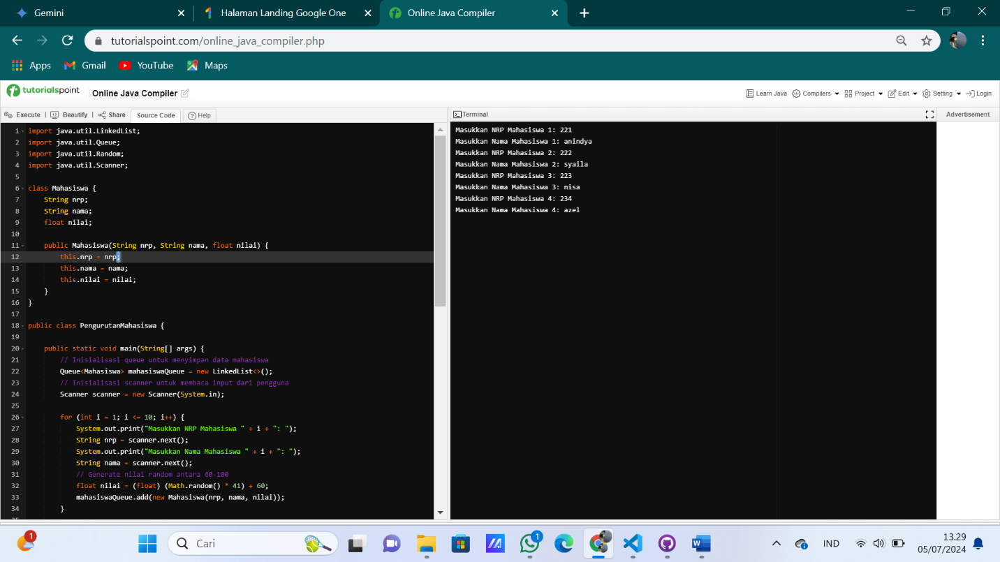 Gemini
Halaman Landing Google One
Online Java Compiler
tutorialspoint.com/online_java_compiler.php
Apps
Gmail
YouTube
Maps
tutorialspoint
Online Java Compiler
Learn Java
Compilers
Project
Edit
Setting
Login
Execute | Beautify | Share
Source Code
Help
Terminal
Advertisement
1 import java.util.LinkedList;
2 import java.util.Queue;
3 import java.util.Random;
4 import java.util.Scanner;
5
6 class Mahasiswa {
7 String nrp;
8 String nama;
9 float nilai;
10
11 public Mahasiswa(String nrp, String nama, float nilai) {
12 this.nrp = nrp;
13 this.nama = nama;
14 this.nilai = nilai;
15 }
16 }
17
18 public class PengurutanMahasiswa {
19
20 public static void main(String[] args) {
21 // Inisialisasi queue untuk menyimpan data mahasiswa
22 Queue<Mahasiswa> mahasiswaQueue = new LinkedList<>();
23 // Inisialisasi scanner untuk membaca input dari pengguna
24 Scanner scanner = new Scanner(System.in);
25
26 for (int i = 1; i <= 10; i++) {
27 System.out.print("Masukkan NRP Mahasiswa " + i + ": ");
28 String nrp = scanner.next();
29 System.out.print("Masukkan Nama Mahasiswa " + i + ": ");
30 String nama = scanner.next();
31 // Generate nilai random antara 60-100
32 float nilai = (float) (Math.random() * 41) + 60;
33 mahasiswaQueue.add(new Mahasiswa(nrp, nama, nilai));
34 }
Masukkan NRP Mahasiswa 1: 221
Masukkan Nama Mahasiswa 1: anindya
Masukkan NRP Mahasiswa 2: 222
Masukkan Nama Mahasiswa 2: syaila
Masukkan NRP Mahasiswa 3: 223
Masukkan Nama Mahasiswa 3: nisa
Masukkan NRP Mahasiswa 4: 234
Masukkan Nama Mahasiswa 4: azel
1
Cari
1
IND
13.29
05/07/2024